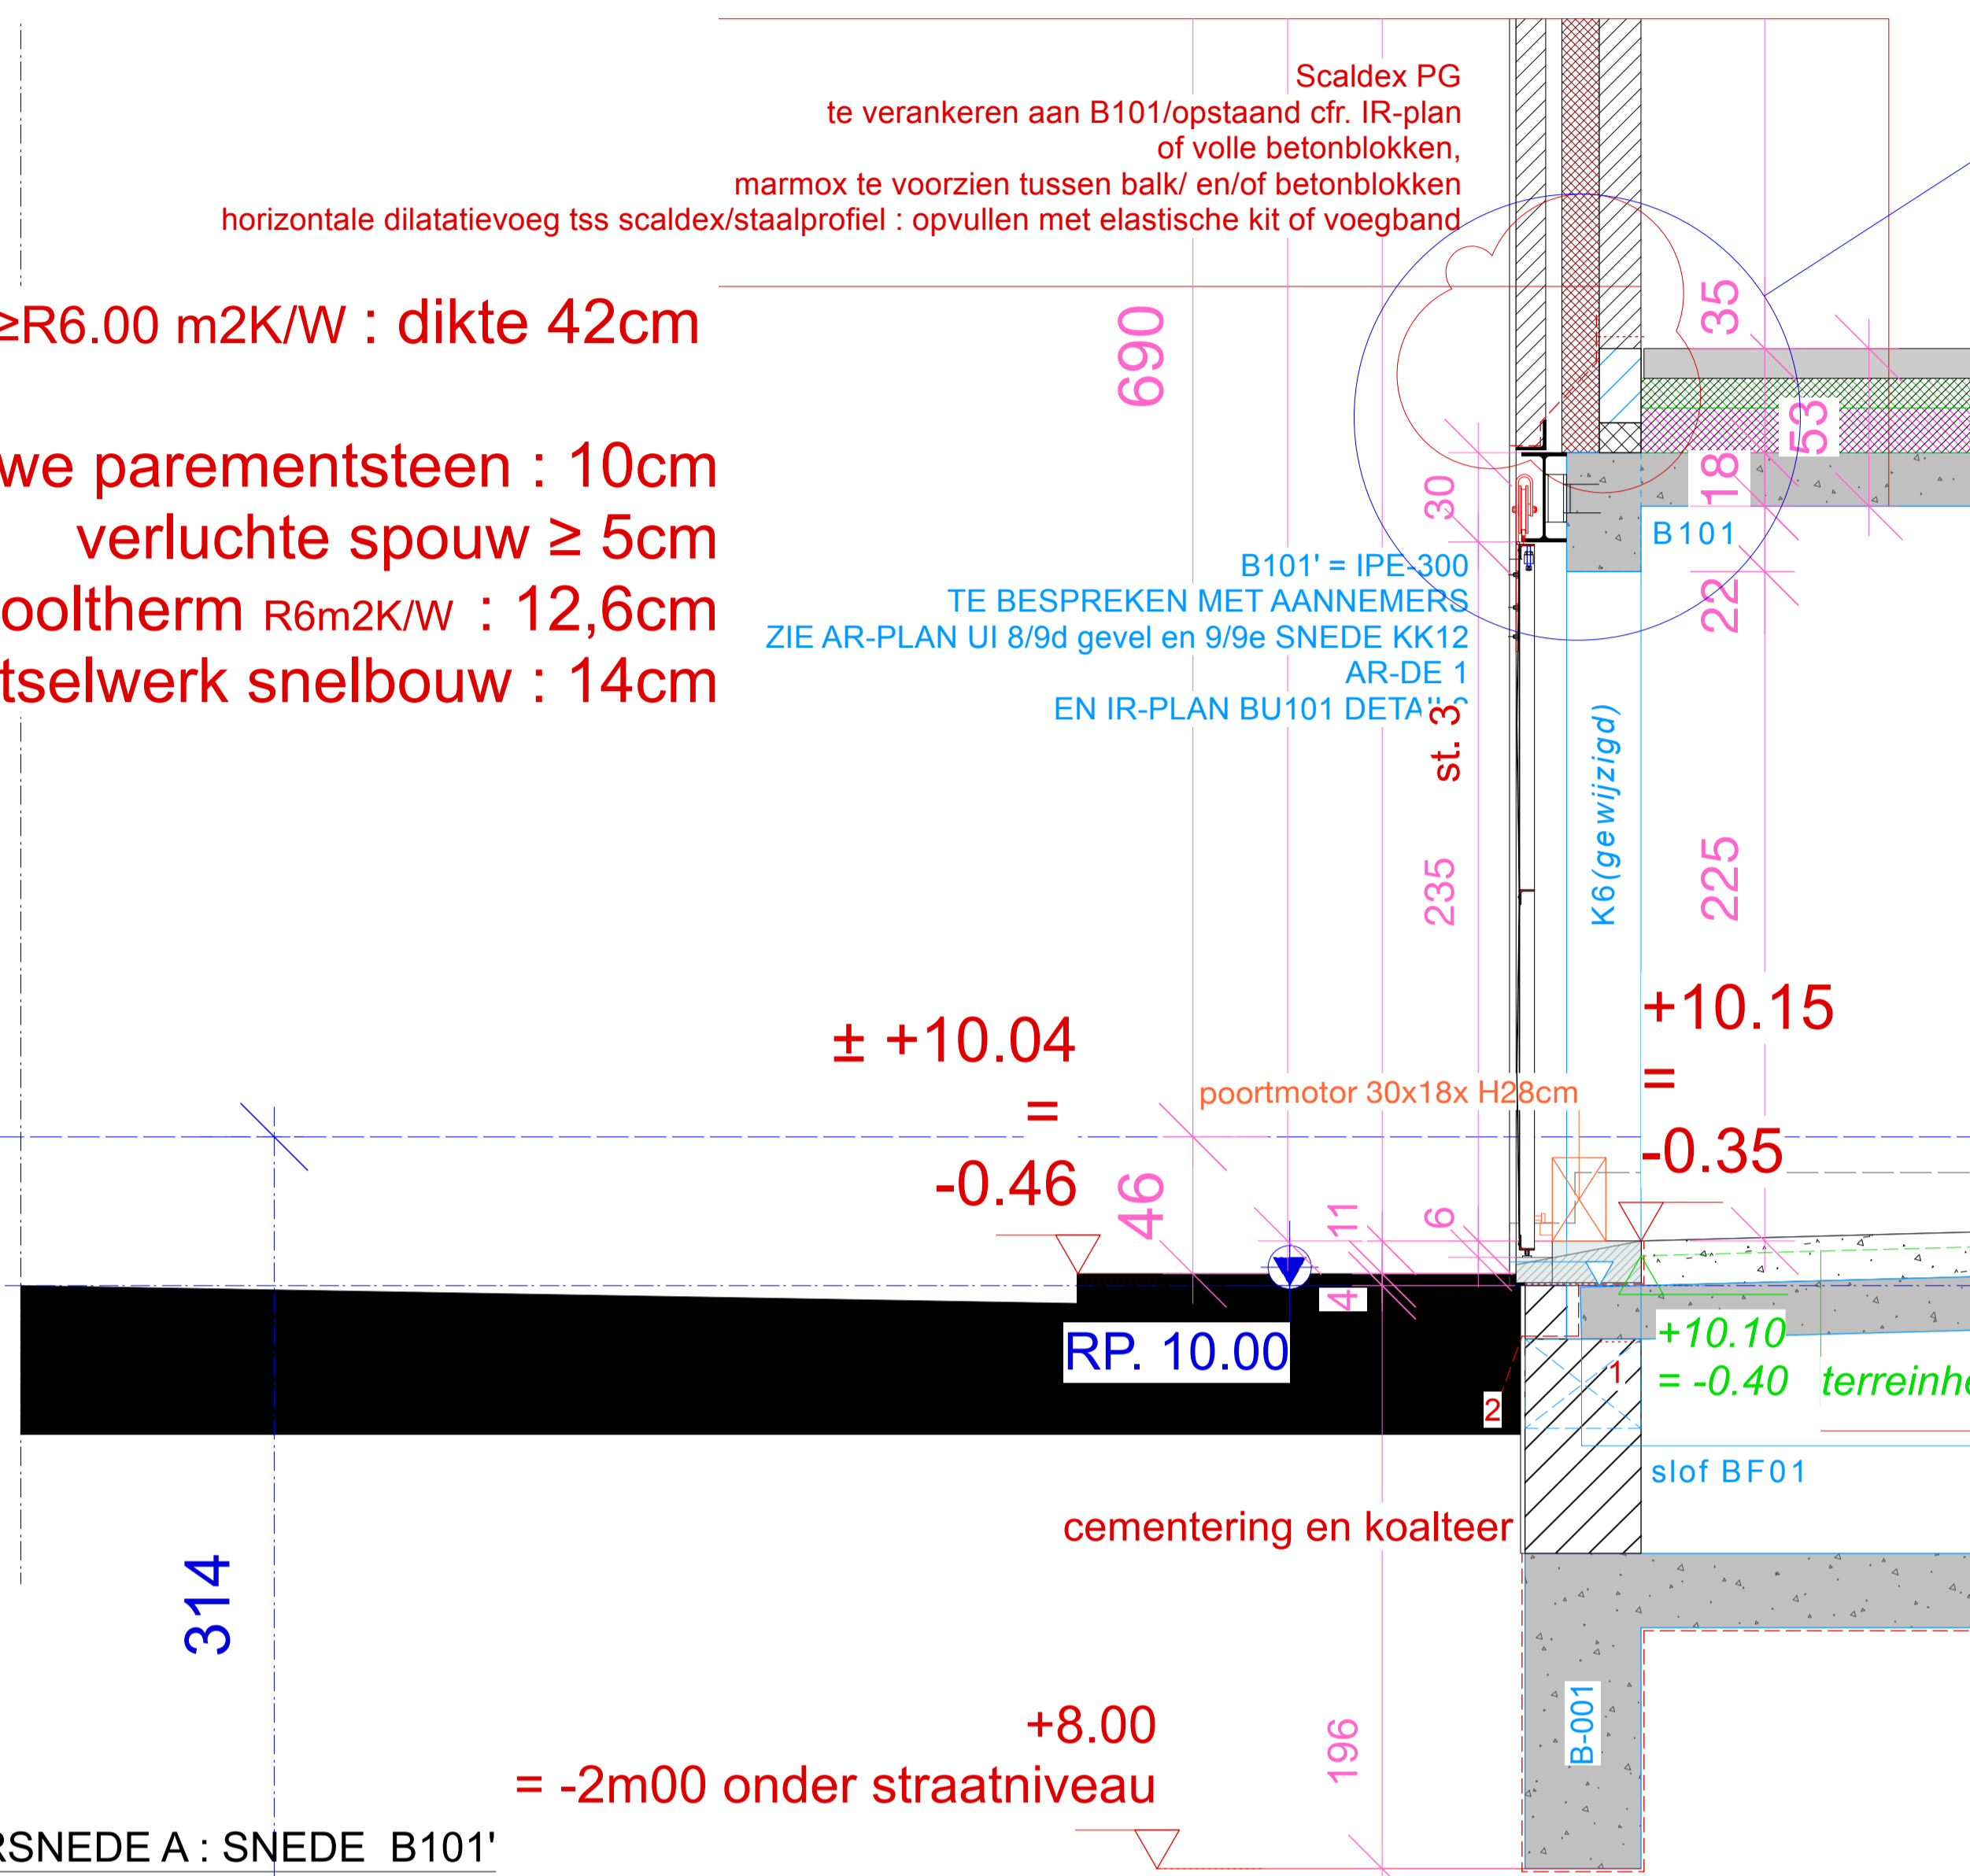 Scaldex PG
te verankeren aan B101/opstaand cfr. IR-plan
of volle betonblokken,
marmox te voorzien tussen balk/ en/of betonblokken
horizontale dilatatievoeg tss scaldex/staalprofiel : opvullen met elastische kit of voegband
≥R6.00 m2K/W : dikte 42cm
we parementsteen : 10cm
verluchte spouw ≥ 5cm
ooltherm R6m2K/W : 12,6cm
tselwerk snelbouw : 14cm
690
35
53
18
30
22
B101
B101' = IPE-300
TE BESPREKEN MET AANNEMERS
ZIE AR-PLAN UI 8/9d gevel en 9/9e SNEDE KK12
AR-DE 1
EN IR-PLAN BU101
st. 3
K6(gewijzigd)
235
225
± +10.04
=
-0.46
+10.15
=
-0.35
poortmotor 30x18x H28cm
46
11
6
4
RP. 10.00
+10.10
= -0.40
terreinhe
1
2
slof BF01
cementering en koalteer
314
B-001
196
+8.00
= -2m00 onder straatniveau
RSNEDE A : SNEDE B101'